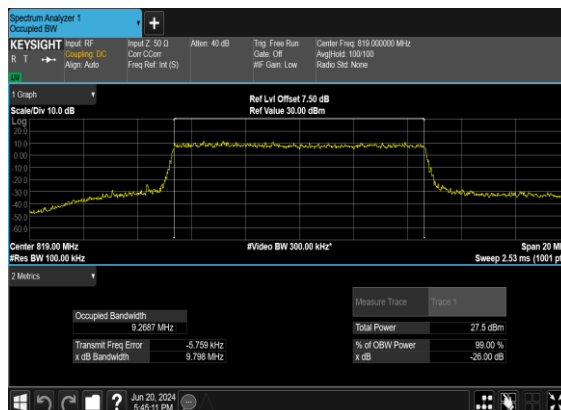 Spectrum Analyzer 1
Occupied BW
KEYSIGHT
R T
Input: RF
Coupling: DC
Align: Auto
Input Z: 50 Ω
Corr CCorr
Freq Ref: Int (S)
Atten: 40 dB
Trig: Free Run
Gate: Off
#IF Gain: Low
Center Freq: 819.000000 MHz
Avg|Hold: 100/100
Radio Std: None
1 Graph
Scale/Div 10.0 dB
Ref Lvl Offset 7.50 dB
Ref Value 30.00 dBm
Log
20.0
10.0
0.00
-10.0
-20.0
-30.0
-40.0
-50.0
-60.0
Center 819.00 MHz
#Res BW 100.00 kHz
#Video BW 300.00 kHz*
Span 20 M
Sweep 2.53 ms (1001 pt
2 Metrics
Measure Trace
Trace 1
Occupied Bandwidth
9.2687 MHz
Total Power
27.5 dBm
Transmit Freq Error
-5.759 kHz
% of OBW Power
99.00 %
x dB Bandwidth
9.798 MHz
x dB
-26.00 dB
?
Jun 20, 2024
5:45:11 PM